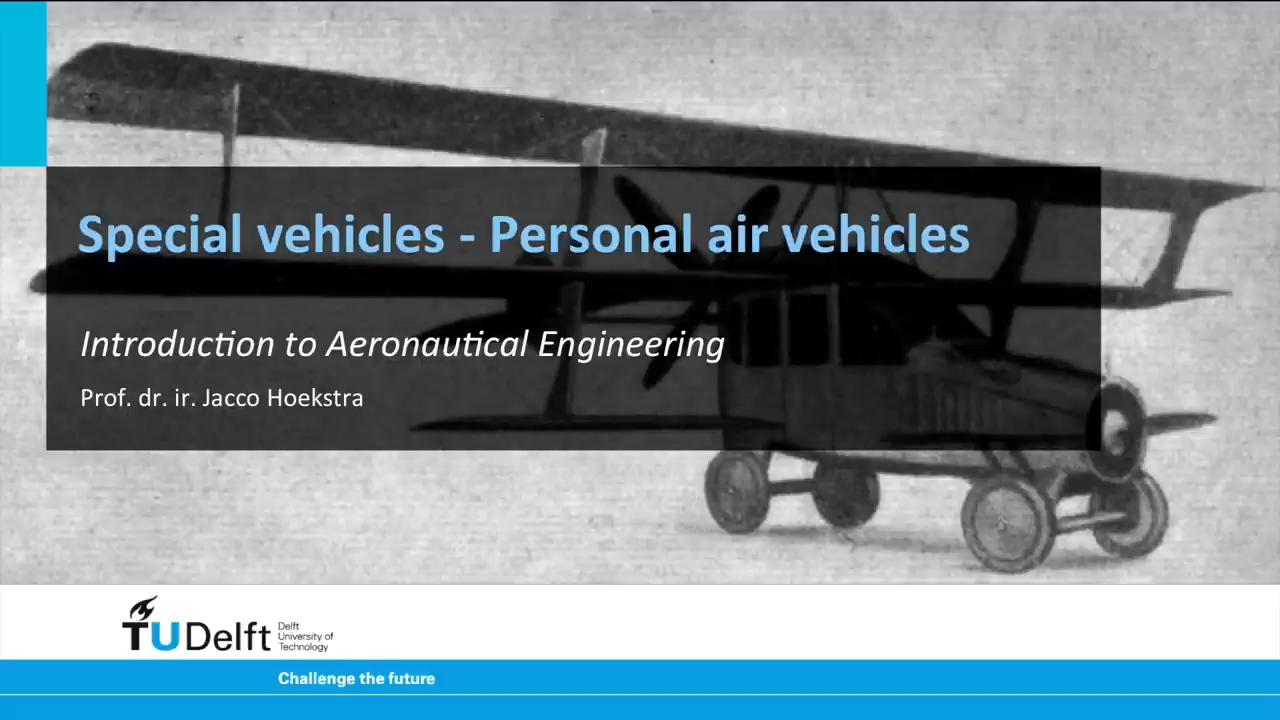 Special vehicles - Personal air vehicles
Introduction to Aeronautical Engineering
Prof. dr. ir. Jacco Hoekstra
TUDelft
Delft
University of
Technology
Challenge the future